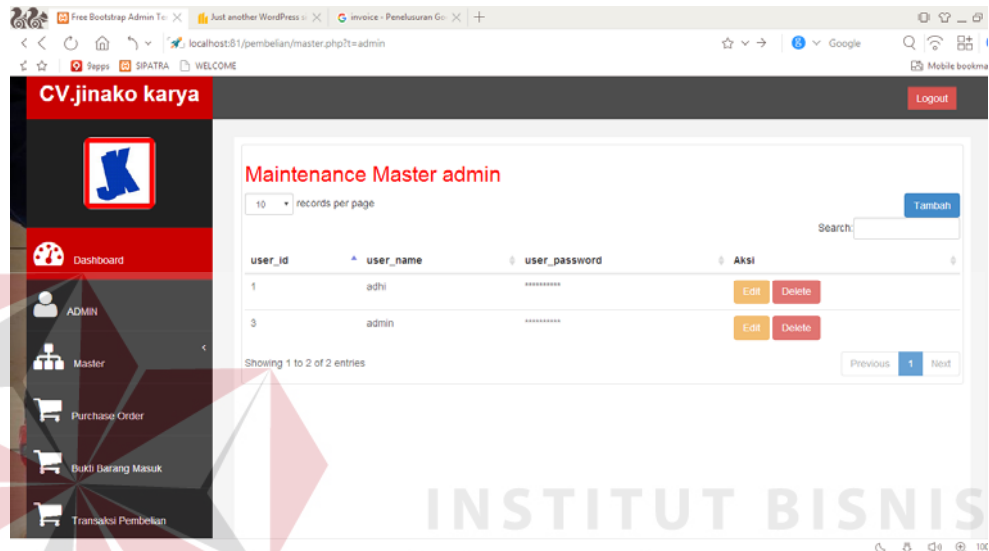 Free Bootstrap Admin Te
Just another WordPress s
invoice - Penelusuran Go
localhost:81/pembelian/master.php?t=admin
Google
9apps
SIPATRA
WELCOME
Mobile bookma
CV.jinako karya
Logout
JK
Maintenance Master admin
10 records per page
Tambah
Search:
user_id user_name user_password Aksi
1 adhi ********** Edit Delete
3 admin ********** Edit Delete
Showing 1 to 2 of 2 entries
Previous 1 Next
Dashboard
ADMIN
Master
Purchase Order
Bukti Barang Masuk
Transaksi Pembelian
INSTITUT BISNIS
100